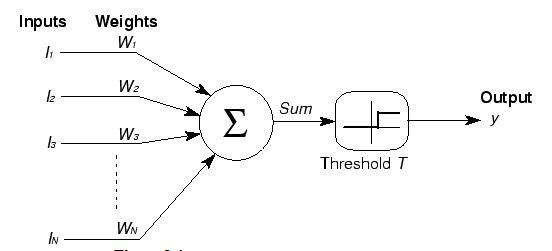 Inputs Weights
I1 W1
I2 W2
I3 W3
IN WN
Σ
Sum
Threshold T
Output
y